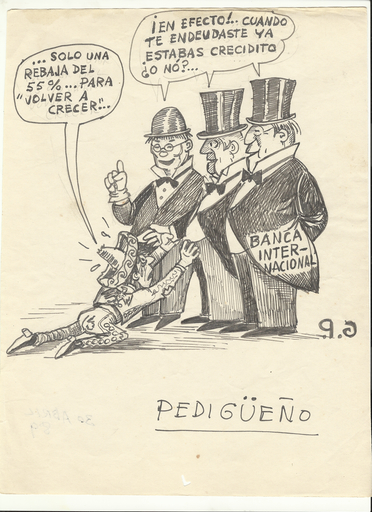 ...SOLO UNA
REBAJA DEL
55%...PARA
"VOLVER A
CRECER"...
¡EN EFECTO!.. CUANDO
TE ENDEUDASTE YA
ESTABAS CRECIDITO
¿O NÓ?...
BANCA
INTER-
NACIONAL
G.P
PEDIGÜEÑO